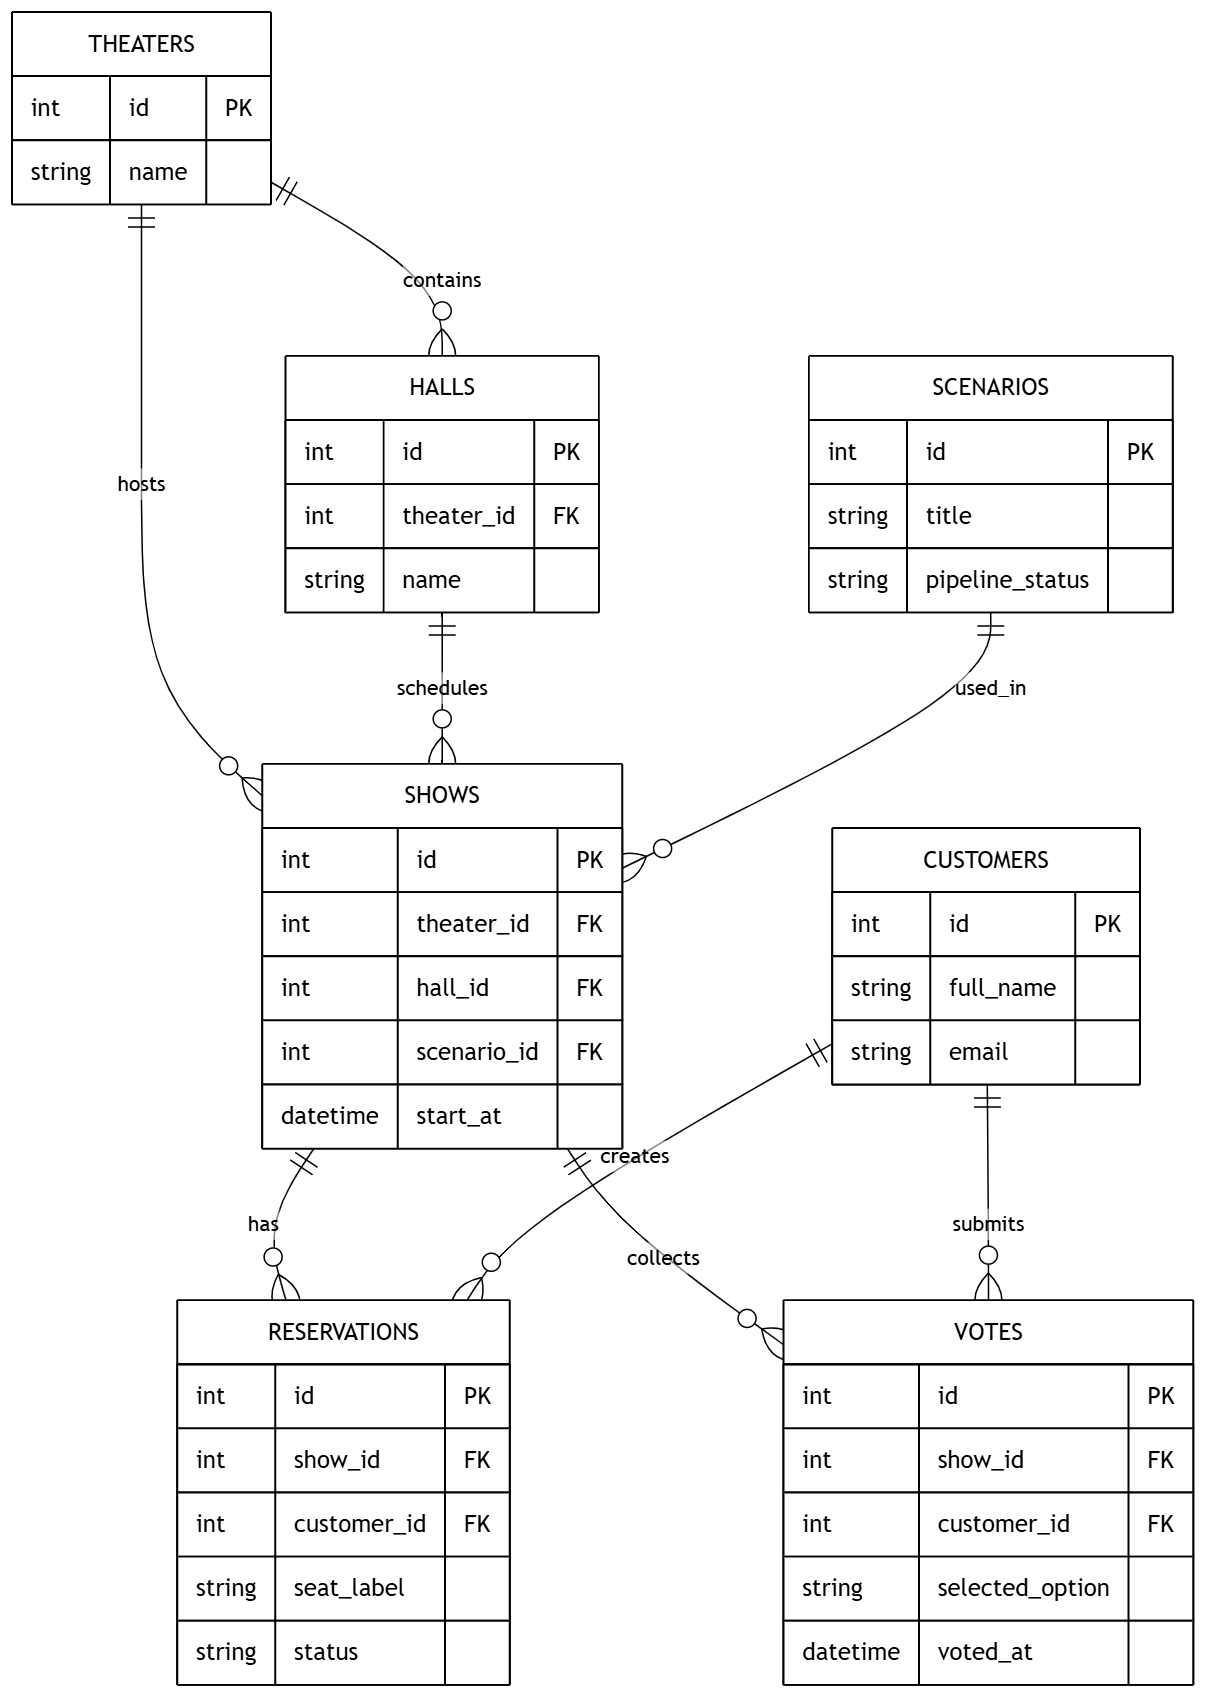 THEATERS
int id PK
string name
contains
HALLS
int id PK
int theater_id FK
string name
SCENARIOS
int id PK
string title
string pipeline_status
hosts
schedules
used_in
SHOWS
int id PK
int theater_id FK
int hall_id FK
int scenario_id FK
datetime start_at
CUSTOMERS
int id PK
string full_name
string email
creates
has
collects
submits
RESERVATIONS
int id PK
int show_id FK
int customer_id FK
string seat_label
string status
VOTES
int id PK
int show_id FK
int customer_id FK
string selected_option
datetime voted_at